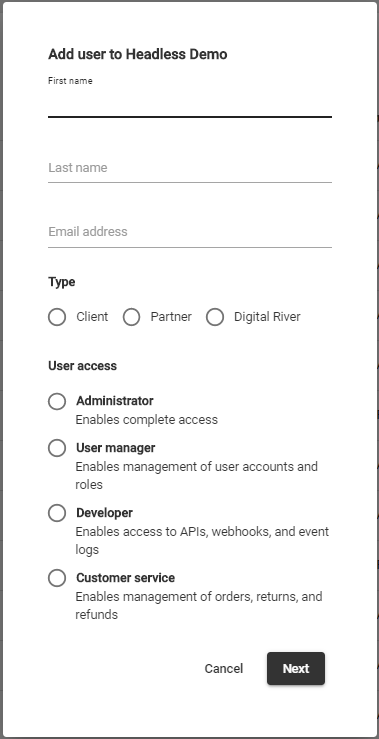 Add user to Headless Demo
First name
Last name
Email address
Type
Client Partner Digital River
User access
Administrator
Enables complete access
User manager
Enables management of user accounts and
roles
Developer
Enables access to APIs, webhooks, and event
logs
Customer service
Enables management of orders, returns, and
refunds
Cancel Next